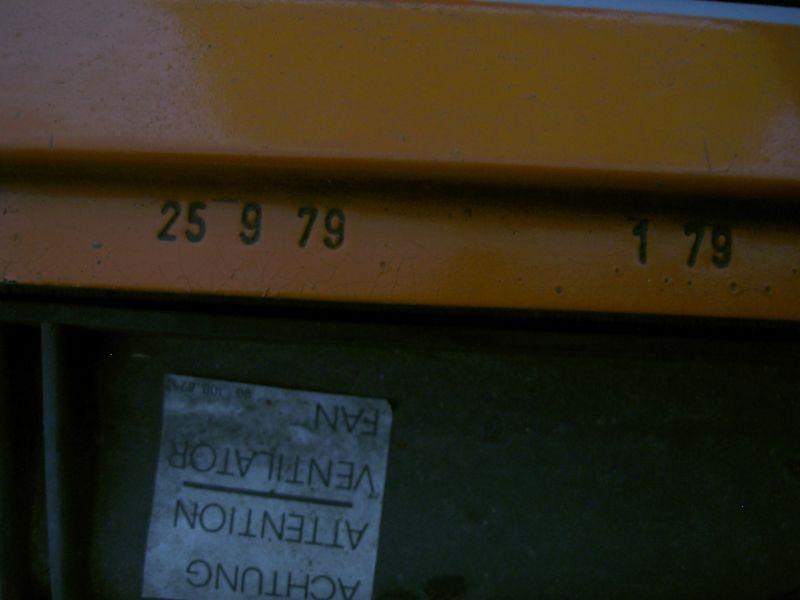 25 9 79 1 79
ACHTUNG
ATTENTION
VENTILATOR
FAN